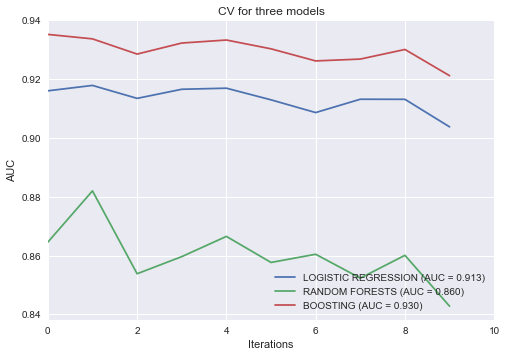 CV for three models
0.94
0.92
0.90
0.88
0.86
0.84
AUC
LOGISTIC REGRESSION (AUC = 0.913)
RANDOM FORESTS (AUC = 0.860)
BOOSTING (AUC = 0.930)
0 2 4 6 8 10
Iterations